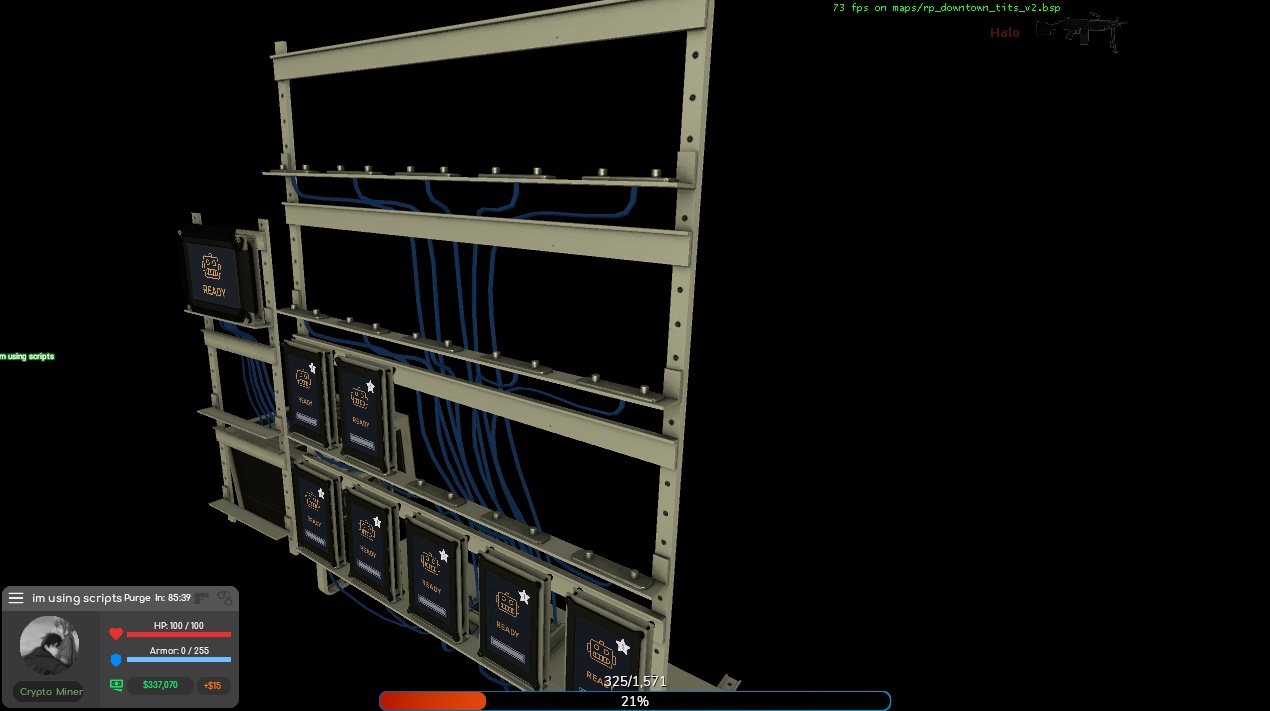 73 fps on maps/rp_downtown_tits_v2.bsp
Halo
READY
im using scripts
READY
READY
READY
READY
READY
READY
READY
im using scripts Purge In: 85:39
HP: 100 / 100
Armor: 0 / 255
$337,070 +$15
Crypto Miner
325/1,571
21%